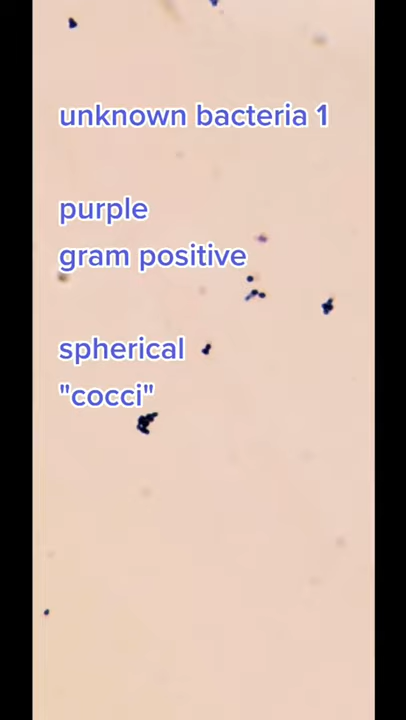 unknown bacteria 1
purple
gram positive
spherical
"cocci"